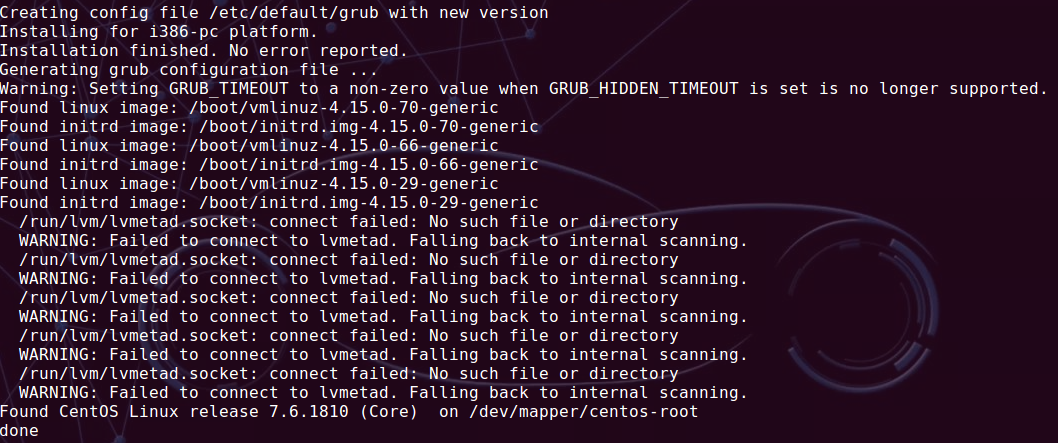 Creating config file /etc/default/grub with new version
Installing for i386-pc platform.
Installation finished. No error reported.
Generating grub configuration file ...
Warning: Setting GRUB_TIMEOUT to a non-zero value when GRUB_HIDDEN_TIMEOUT is set is no longer supported.
Found linux image: /boot/vmlinuz-4.15.0-70-generic
Found initrd image: /boot/initrd.img-4.15.0-70-generic
Found linux image: /boot/vmlinuz-4.15.0-66-generic
Found initrd image: /boot/initrd.img-4.15.0-66-generic
Found linux image: /boot/vmlinuz-4.15.0-29-generic
Found initrd image: /boot/initrd.img-4.15.0-29-generic
  /run/lvm/lvmetad.socket: connect failed: No such file or directory
  WARNING: Failed to connect to lvmetad. Falling back to internal scanning.
  /run/lvm/lvmetad.socket: connect failed: No such file or directory
  WARNING: Failed to connect to lvmetad. Falling back to internal scanning.
  /run/lvm/lvmetad.socket: connect failed: No such file or directory
  WARNING: Failed to connect to lvmetad. Falling back to internal scanning.
  /run/lvm/lvmetad.socket: connect failed: No such file or directory
  WARNING: Failed to connect to lvmetad. Falling back to internal scanning.
  /run/lvm/lvmetad.socket: connect failed: No such file or directory
  WARNING: Failed to connect to lvmetad. Falling back to internal scanning.
Found CentOS Linux release 7.6.1810 (Core)  on /dev/mapper/centos-root
done